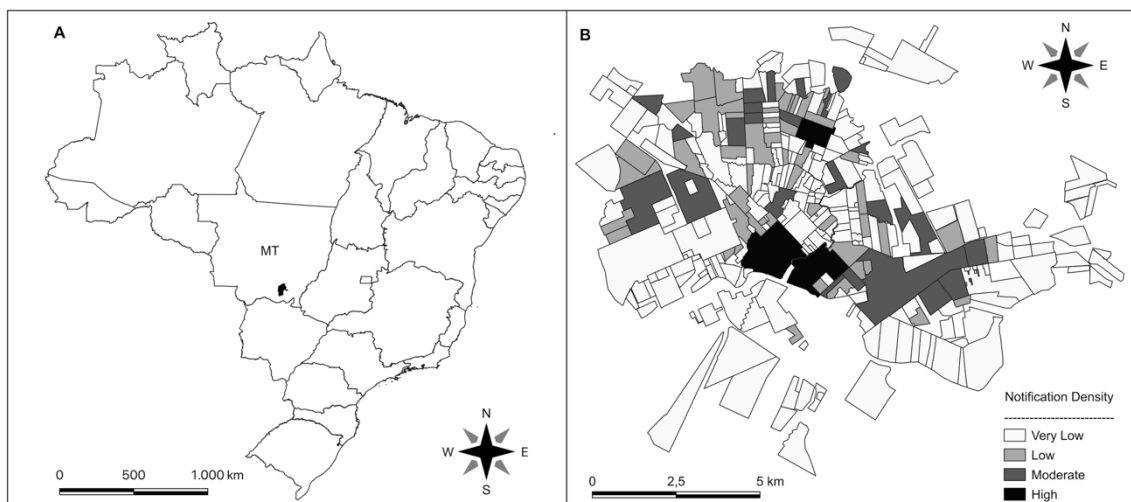 A
MT
N
W E
S
0 500 1.000 km
B
N
W E
S
Notification Density
Very Low
Low
Moderate
High
0 2,5 5 km